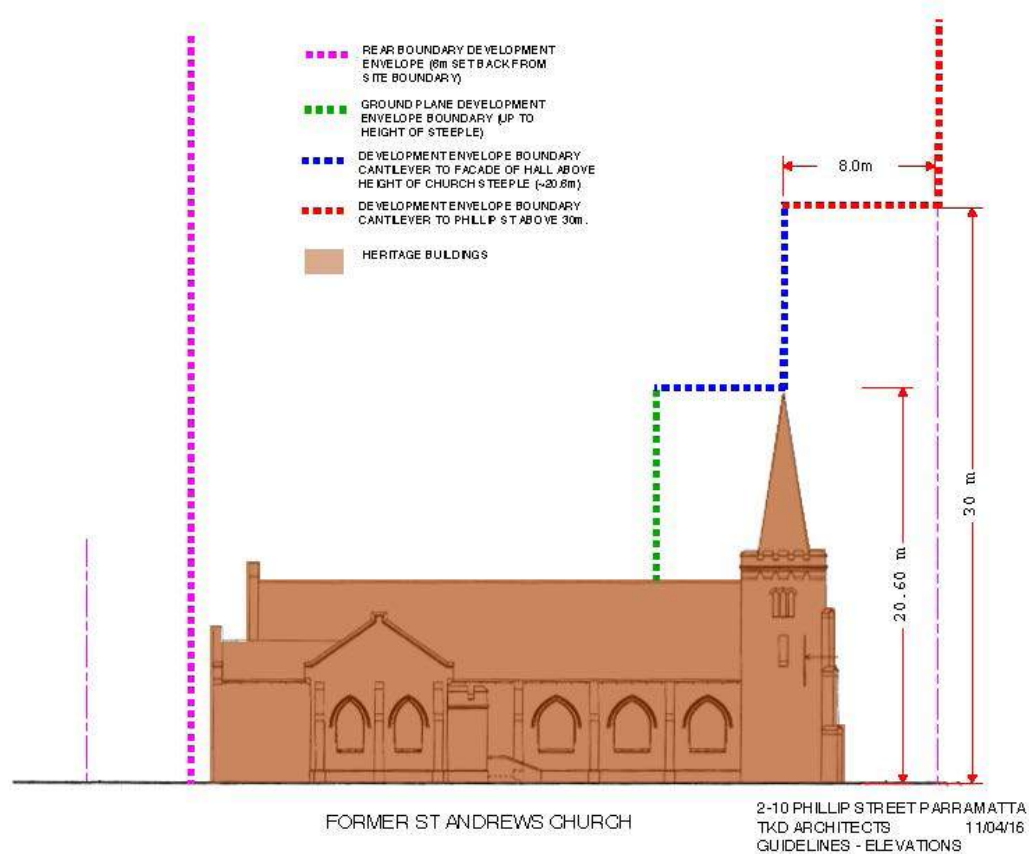 REAR BOUNDARY DEVELOPMENT
ENVELOPE (6m SETBACK FROM
SITE BOUNDARY)
GROUND PLANE DEVELOPMENT
ENVELOPE BOUNDARY (UP TO
HEIGHT OF STEEPLE)
DEVELOPMENT ENVELOPE BOUNDARY
CANTILEVER TO FACADE OF HALL ABOVE
HEIGHT OF CHURCH STEEPLE (~20.6m)
DEVELOPMENT ENVELOPE BOUNDARY
CANTILEVER TO PHILLIP ST ABOVE 30m.
HERITAGE BUILDINGS
8.0m
20.60 m
30 m
FORMER ST ANDREWS CHURCH
2-10 PHILLIP STREET PARRAMATTA
TKD ARCHITECTS 11/04/16
GUIDELINES - ELEVATIONS